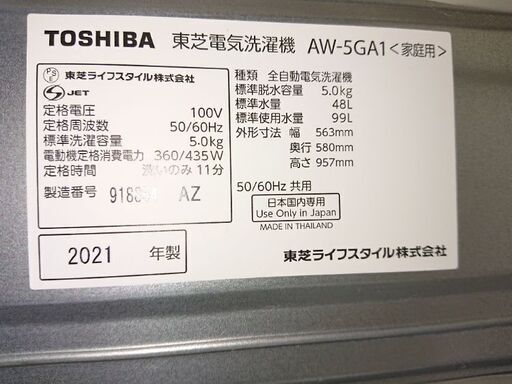 TOSHIBA 東芝電気洗濯機 AW-5GA1<家庭用>
PSE 東芝ライフスタイル株式会社
JET
定格電圧 100V
定格周波数 50/60Hz
標準洗濯容量 5.0kg
電動機定格消費電力 360/435W
定格時間 洗いのみ 11分
製造番号 AZ
2021 年製
種類 全自動電気洗濯機
標準脱水容量 5.0kg
標準水量 48L
標準使用水量 99L
外形寸法 幅 563mm
奥行 580mm
高さ 957mm
50/60Hz 共用
日本国内専用
Use Only in Japan
MADE IN THAILAND
東芝ライフスタイル株式会社